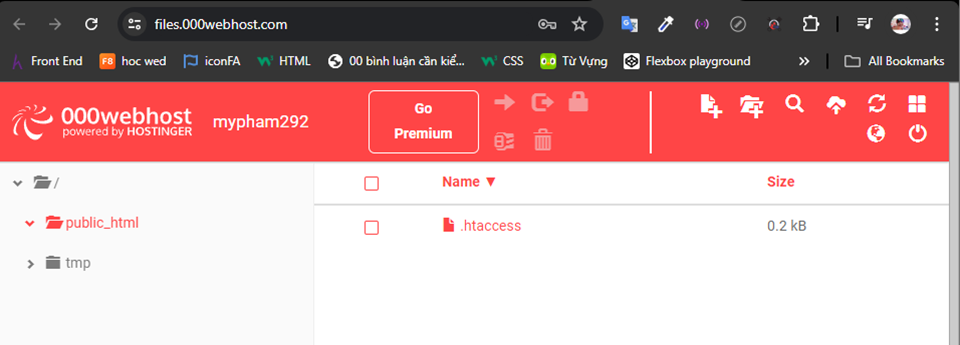 files.000webhost.com
Front End
F8 hoc wed
iconFA
HTML
00 bình luận cần kiể...
CSS
Từ Vựng
Flexbox playground
»
All Bookmarks
000webhost
powered by HOSTINGER
mypham292
Go
Premium
/
public_html
tmp
Name ▼ Size
.htaccess 0.2 kB